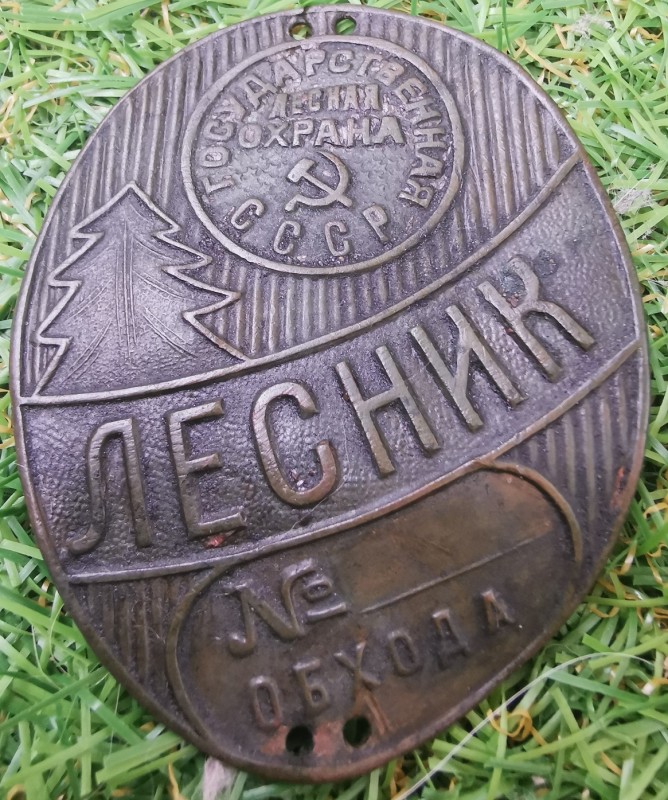 ГОСУДАРСТВЕННАЯ
ЛЕСНАЯ
ОХРАНА
СССР
ЛЕСНИК
№
ОБХОДА